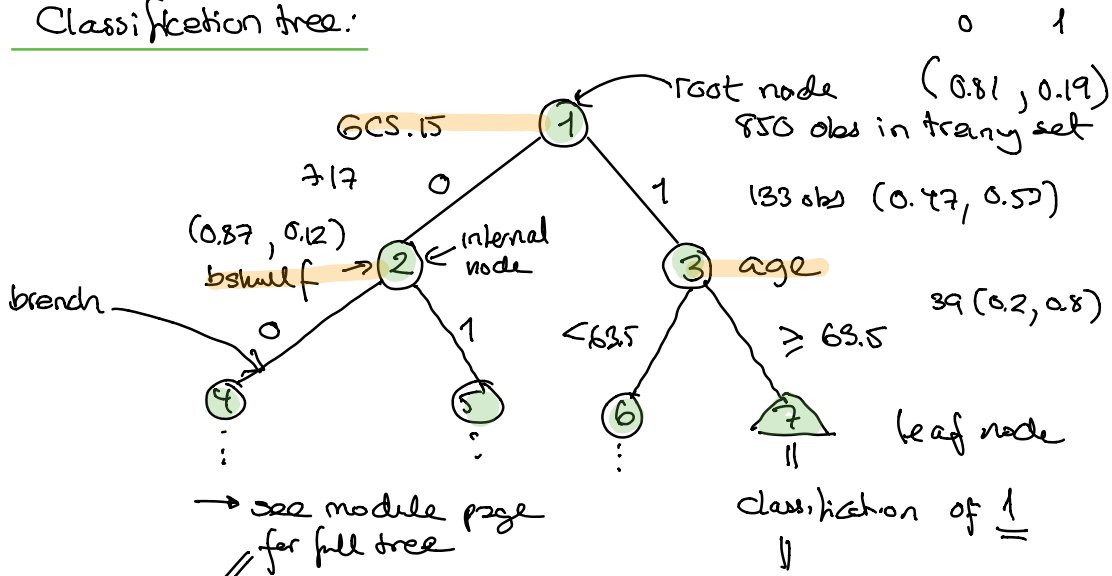 Classification tree:
0 1
root node (0.81, 0.19)
GCS.15 1 850 obs in traing set
717 0 1 133 obs (0.47, 0.53)
(0.87, 0.12)
internal
bskullf → 2 ← node 3 age
branch 39 (0.2, 0.8)
0 1 <63.5 ≥ 63.5
4 5 6 7 leaf node
→ see module page classification of 1
for full tree